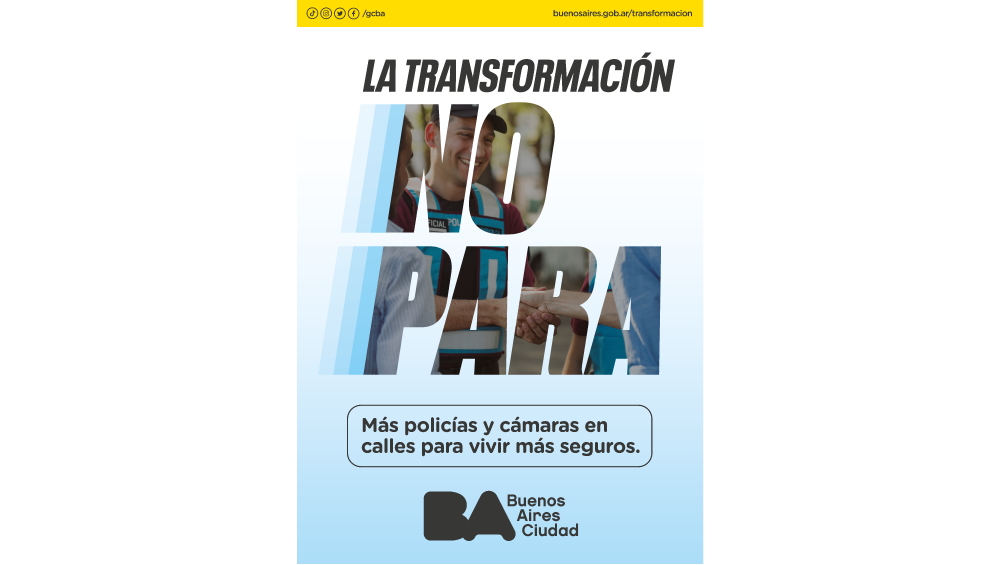 /gcba
buenosaires.gob.ar/transformacion
LA TRANSFORMACIÓN
NO
PARA
Más policías y cámaras en
calles para vivir más seguros.
BA
Buenos
Aires
Ciudad